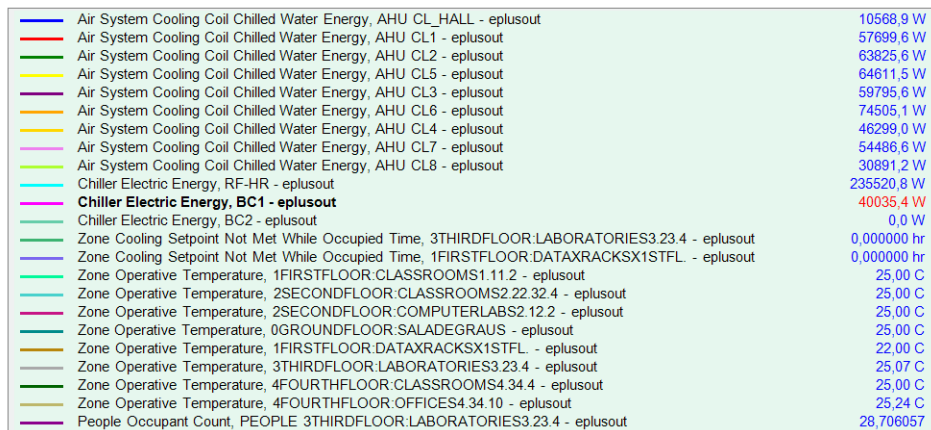 Air System Cooling Coil Chilled Water Energy, AHU CL_HALL - eplusout 10568,9 W
Air System Cooling Coil Chilled Water Energy, AHU CL1 - eplusout 57699,6 W
Air System Cooling Coil Chilled Water Energy, AHU CL2 - eplusout 63825,6 W
Air System Cooling Coil Chilled Water Energy, AHU CL5 - eplusout 64611,5 W
Air System Cooling Coil Chilled Water Energy, AHU CL3 - eplusout 59795,6 W
Air System Cooling Coil Chilled Water Energy, AHU CL6 - eplusout 74505,1 W
Air System Cooling Coil Chilled Water Energy, AHU CL4 - eplusout 46299,0 W
Air System Cooling Coil Chilled Water Energy, AHU CL7 - eplusout 54486,6 W
Air System Cooling Coil Chilled Water Energy, AHU CL8 - eplusout 30891,2 W
Chiller Electric Energy, RF-HR - eplusout 235520,8 W
Chiller Electric Energy, BC1 - eplusout 40035,4 W
Chiller Electric Energy, BC2 - eplusout 0,0 W
Zone Cooling Setpoint Not Met While Occupied Time, 3THIRDFLOOR:LABORATORIES3.23.4 - eplusout 0,000000 hr
Zone Cooling Setpoint Not Met While Occupied Time, 1FIRSTFLOOR:DATAXRACKSX1STFL. - eplusout 0,000000 hr
Zone Operative Temperature, 1FIRSTFLOOR:CLASSROOMS1.11.2 - eplusout 25,00 C
Zone Operative Temperature, 2SECONDFLOOR:CLASSROOMS2.22.32.4 - eplusout 25,00 C
Zone Operative Temperature, 2SECONDFLOOR:COMPUTERLABS2.12.2 - eplusout 25,00 C
Zone Operative Temperature, 0GROUNDFLOOR:SALADEGRAUS - eplusout 25,00 C
Zone Operative Temperature, 1FIRSTFLOOR:DATAXRACKSX1STFL. - eplusout 22,00 C
Zone Operative Temperature, 3THIRDFLOOR:LABORATORIES3.23.4 - eplusout 25,07 C
Zone Operative Temperature, 4FOURTHFLOOR:CLASSROOMS4.34.4 - eplusout 25,00 C
Zone Operative Temperature, 4FOURTHFLOOR:OFFICES4.34.10 - eplusout 25,24 C
People Occupant Count, PEOPLE 3THIRDFLOOR:LABORATORIES3.23.4 - eplusout 28,706057